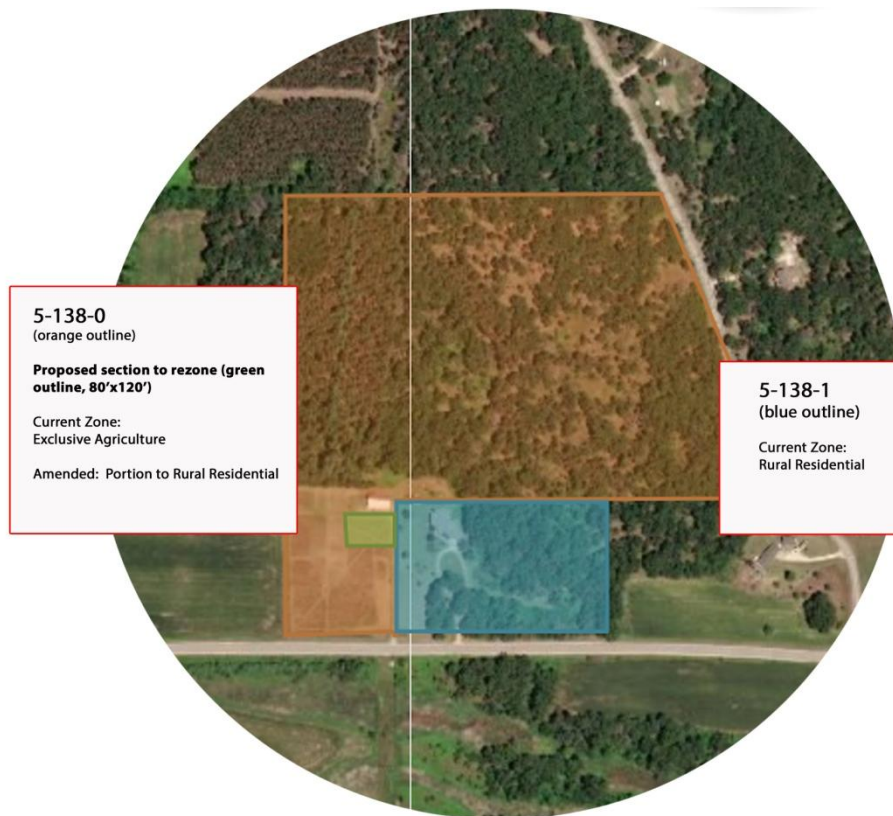 5-138-0
(orange outline)
Proposed section to rezone (green
outline, 80'x120')
Current Zone:
Exclusive Agriculture
Amended: Portion to Rural Residential
5-138-1
(blue outline)
Current Zone:
Rural Residential